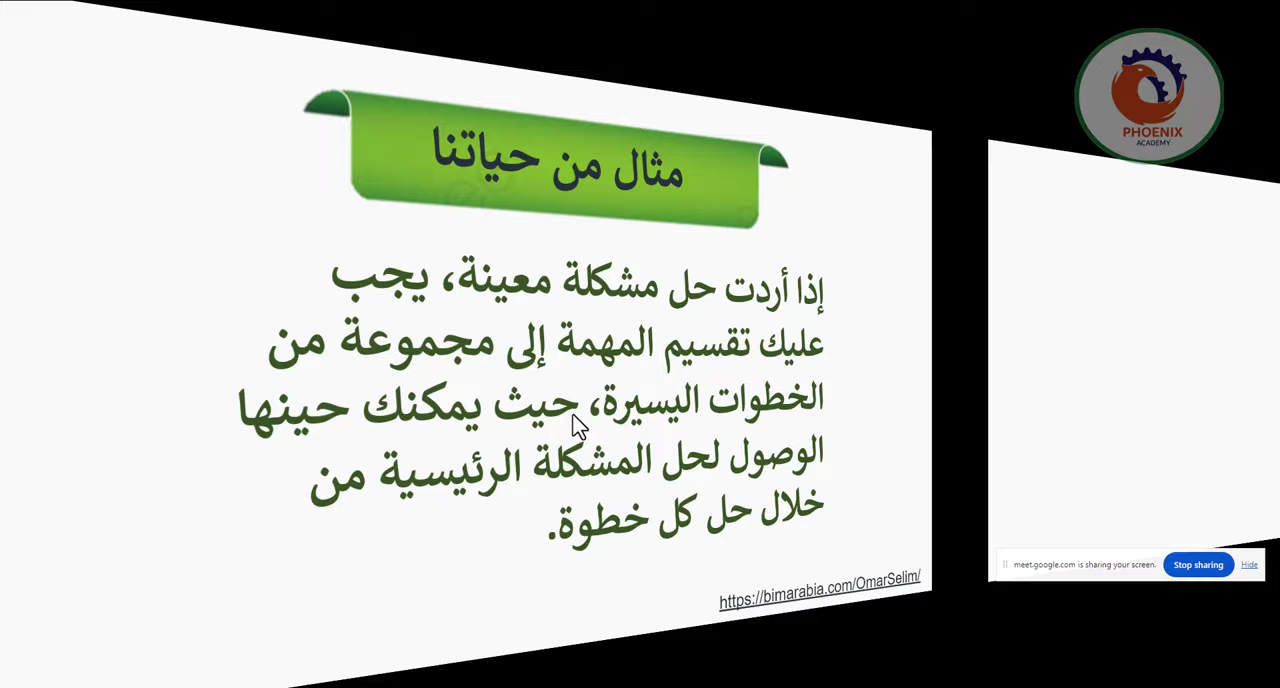 مثال من حياتنا
إذا أردت حل مشكلة معينة، يجب
عليك تقسيم المهمة إلى مجموعة من
الخطوات اليسيرة، حيث يمكنك حينها
الوصول لحل المشكلة الرئيسية من
خلال حل كل خطوة.
https://bimarabia.com/OmarSelim/
PHOENIX
ACADEMY
meet.google.com is sharing your screen.
Stop sharing
Hide